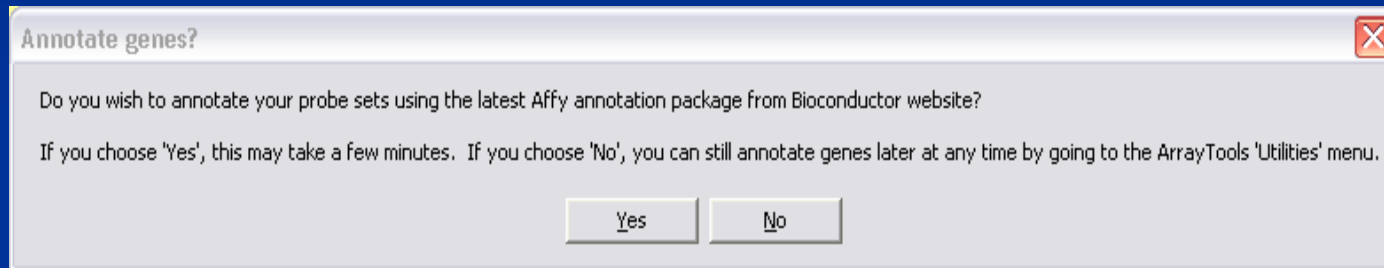 Annotate genes?
Do you wish to annotate your probe sets using the latest Affy annotation package from Bioconductor website?
If you choose 'Yes', this may take a few minutes.  If you choose 'No', you can still annotate genes later at any time by going to the ArrayTools 'Utilities' menu.
Yes No